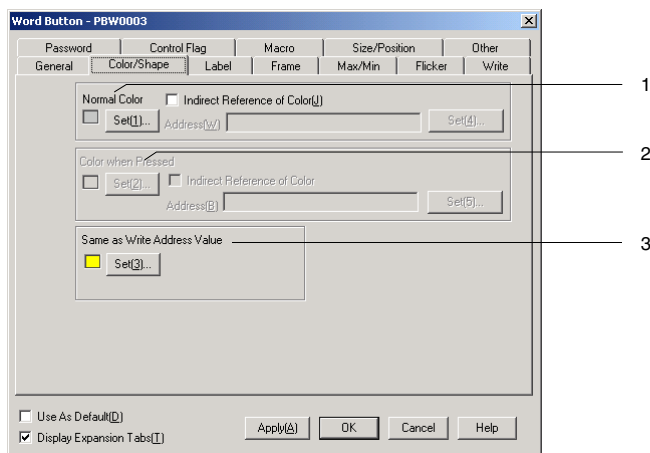 Word Button - PBW0003
Password Control Flag Macro Size/Position Other
General Color/Shape Label Frame Max/Min Flicker Write
Normal Color Indirect Reference of Color(J)
Set(1)... Address(W) Set(4)...
Color when Pressed
Set(2)... Indirect Reference of Color
Address(B) Set(5)...
Same as Write Address Value
Set(3)...
Use As Default(D)
Display Expansion Tabs(T)
Apply(A) OK Cancel Help
1
2
3